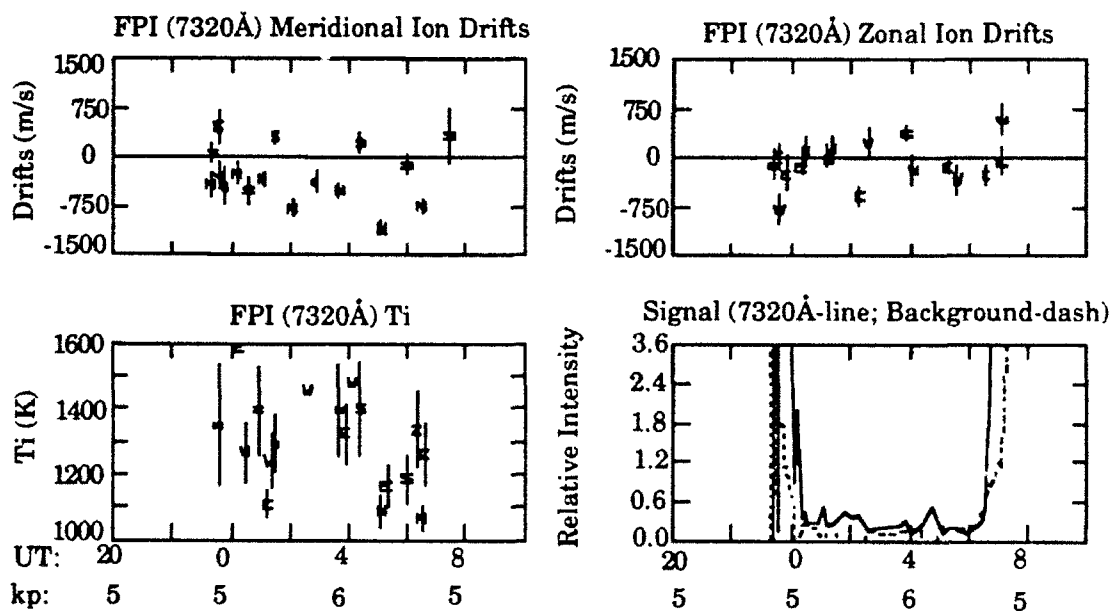 FPI (7320Å) Meridional Ion Drifts
Drifts (m/s)
1500
750
0
-750
-1500
FPI (7320Å) Zonal Ion Drifts
Drifts (m/s)
1500
750
0
-750
-1500
FPI (7320Å) Ti
Ti (K)
1600
1400
1200
1000
UT: 20 0 4 8
kp: 5 5 6 5
Signal (7320Å-line; Background-dash)
Relative Intensity
3.6
2.4
1.8
1.2
0.6
0.0
20 0 4 8
5 5 6 5